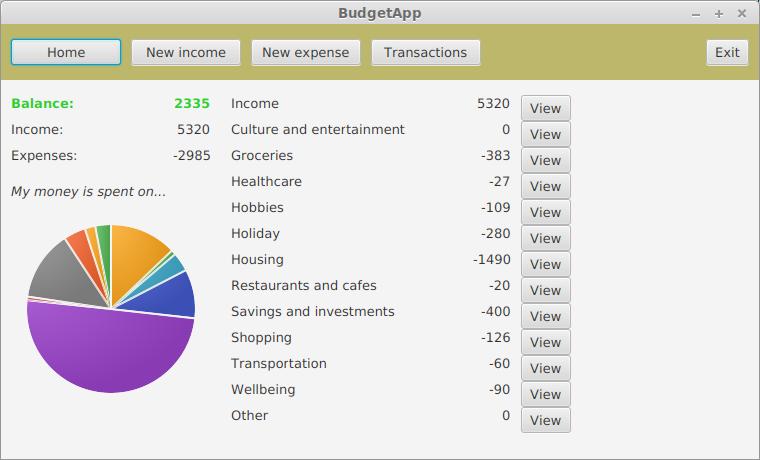 BudgetApp
Home New income New expense Transactions Exit
Balance: 2335
Income: 5320
Expenses: -2985
My money is spent on...
Income 5320 View
Culture and entertainment 0 View
Groceries -383 View
Healthcare -27 View
Hobbies -109 View
Holiday -280 View
Housing -1490 View
Restaurants and cafes -20 View
Savings and investments -400 View
Shopping -126 View
Transportation -60 View
Wellbeing -90 View
Other 0 View